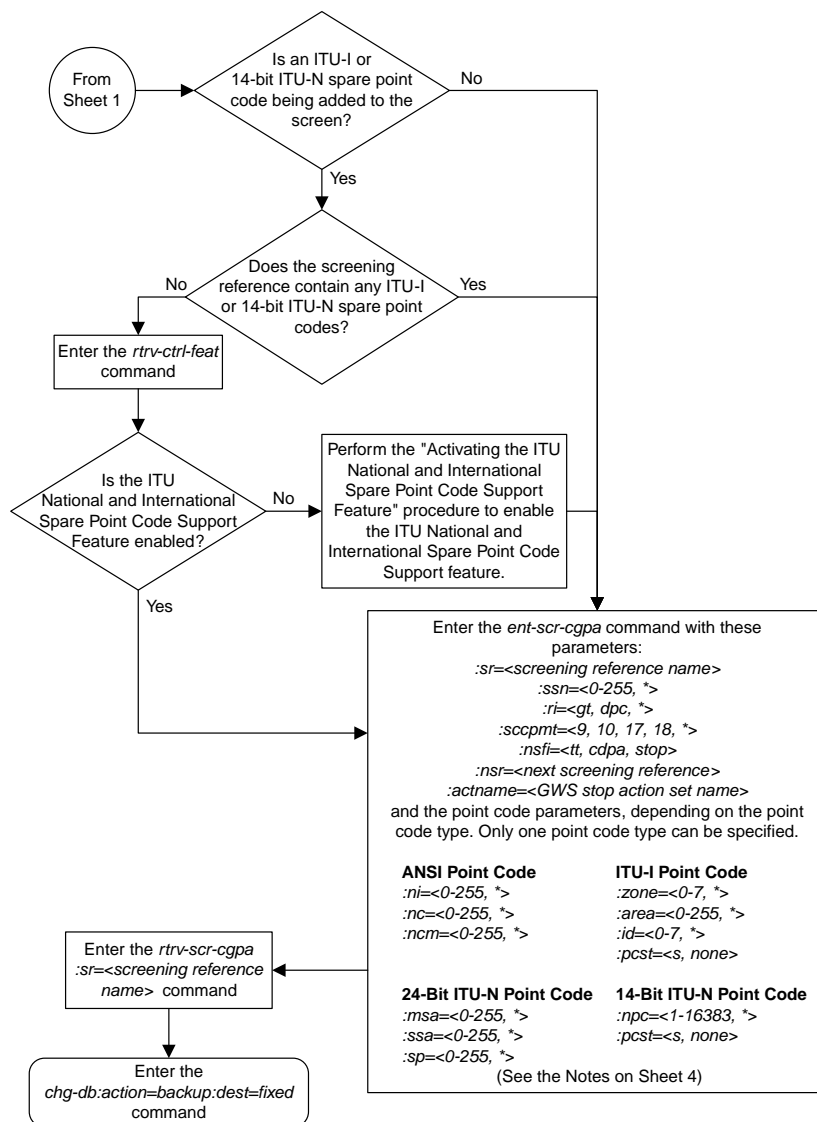 From
Sheet 1
Is an ITU-I or
14-bit ITU-N spare point
code being added to the
screen?
No
Yes
Does the screening
reference contain any ITU-I
or 14-bit ITU-N spare point
codes?
No
Yes
Enter the rtrv-ctrl-feat
command
Is the ITU
National and International
Spare Point Code Support
Feature enabled?
No
Yes
Perform the "Activating the ITU
National and International
Spare Point Code Support
Feature" procedure to enable
the ITU National and
International Spare Point Code
Support feature.
Enter the ent-scr-cgpa command with these
parameters:
:sr=<screening reference name>
:ssn=<0-255, *>
:ri=<gt, dpc, *>
:sccpmt=<9, 10, 17, 18, *>
:nsfi=<tt, cdpa, stop>
:nsr=<next screening reference>
:actname=<GWS stop action set name>
and the point code parameters, depending on the point
code type. Only one point code type can be specified.
ANSI Point Code
:ni=<0-255, *>
:nc=<0-255, *>
:ncm=<0-255, *>
ITU-I Point Code
:zone=<0-7, *>
:area=<0-255, *>
:id=<0-7, *>
:pcst=<s, none>
24-Bit ITU-N Point Code
:msa=<0-255, *>
:ssa=<0-255, *>
:sp=<0-255, *>
14-Bit ITU-N Point Code
:npc=<1-16383, *>
:pcst=<s, none>
(See the Notes on Sheet 4)
Enter the rtrv-scr-cgpa
:sr=<screening reference
name> command
Enter the
chg-db:action=backup:dest=fixed
command